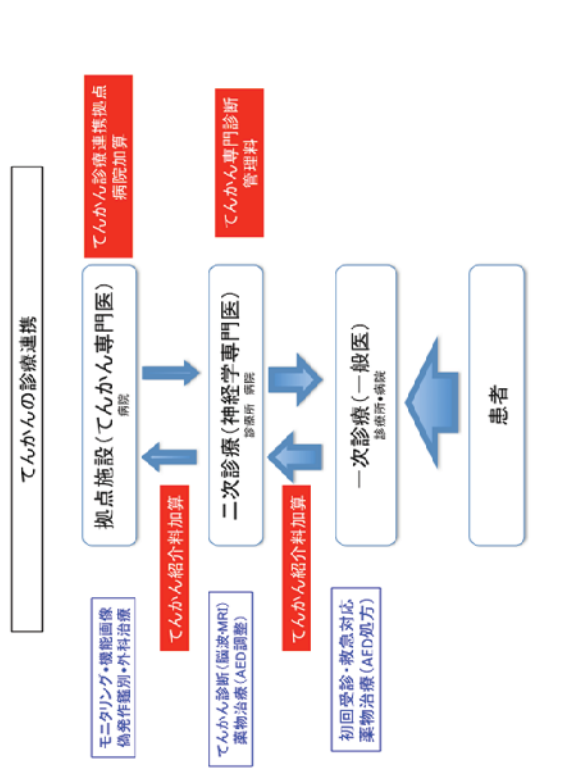 てんかんの診療連携
てんかん診療連携拠点
病院加算
拠点施設(てんかん専門医)
病院
モニタリング・機能画像
偽発作鑑別・外科治療
てんかん紹介料加算
てんかん専門診断
管理料
二次診療(神経学専門医)
診療所 病院
てんかん診断(脳波・MRI)
薬物治療(AED調整)
てんかん紹介料加算
一次診療(一般医)
診療所・病院
初回受診・救急対応
薬物治療(AED処方)
患者